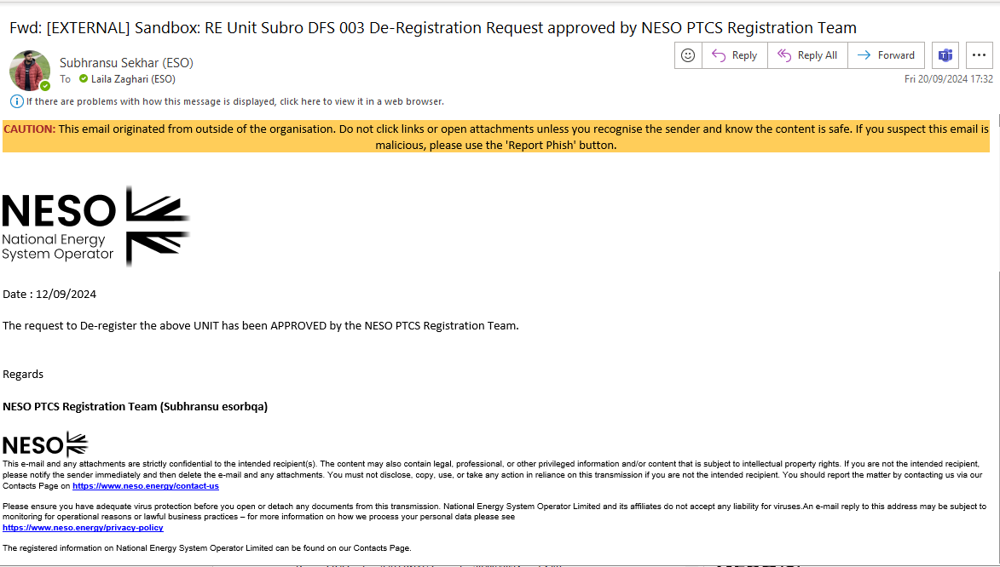 Fwd: [EXTERNAL] Sandbox: RE Unit Subro DFS 003 De-Registration Request approved by NESO PTCS Registration Team
Subhransu Sekhar (ESO)
To Laila Zaghari (ESO)
Reply
Reply All
Forward
Fri 20/09/2024 17:32
If there are problems with how this message is displayed, click here to view it in a web browser.
CAUTION: This email originated from outside of the organisation. Do not click links or open attachments unless you recognise the sender and know the content is safe. If you suspect this email is
malicious, please use the 'Report Phish' button.
NESO
National Energy
System Operator
Date : 12/09/2024
The request to De-register the above UNIT has been APPROVED by the NESO PTCS Registration Team.
Regards
NESO PTCS Registration Team (Subhransu esorbqa)
NESO
This e-mail and any attachments are strictly confidential to the intended recipient(s). The content may also contain legal, professional, or other privileged information and/or content that is subject to intellectual property rights. If you are not the intended recipient,
please notify the sender immediately and then delete the e-mail and any attachments. You must not disclose, copy, use, or take any action in reliance on this transmission if you are not the intended recipient. You should report the matter by contacting us via our
Contacts Page on https://www.neso.energy/contact-us
Please ensure you have adequate virus protection before you open or detach any documents from this transmission. National Energy System Operator Limited and its affiliates do not accept any liability for viruses.An e-mail reply to this address may be subject to
monitoring for operational reasons or lawful business practices – for more information on how we process your personal data please see
https://www.neso.energy/privacy-policy
The registered information on National Energy System Operator Limited can be found on our Contacts Page.